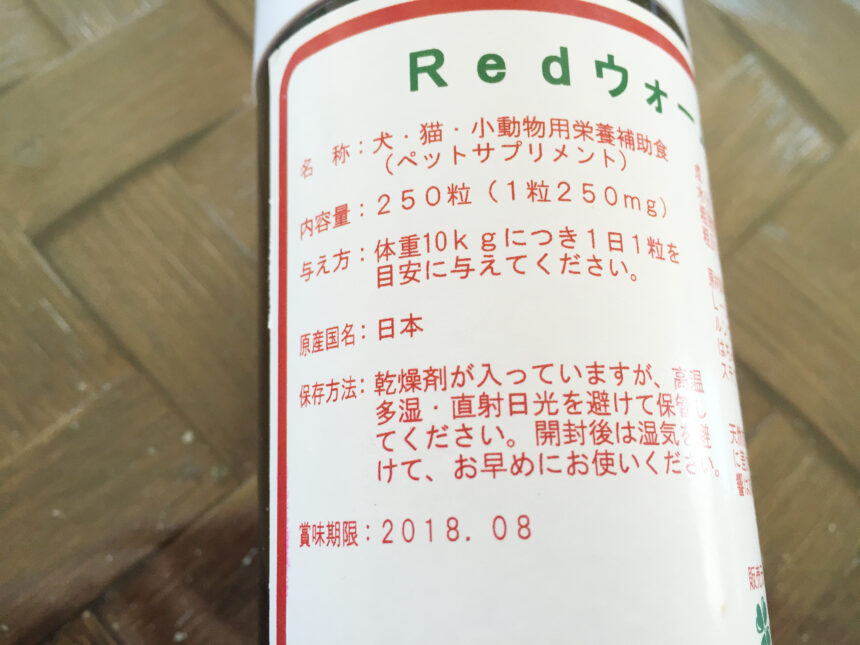 Redウォー
名 称：犬・猫・小動物用栄養補助食
（ペットサプリメント）
内容量：２５０粒（１粒２５０mg）
与え方：体重10ｋｇにつき１日１粒を
目安に与えてください。
原産国名：日本
保存方法：乾燥剤が入っていますが、高温
多湿・直射日光を避けて保管し
てください。開封後は湿気を避
けて、お早めにお使いください。
賞味期限：２０１８．０８
販売